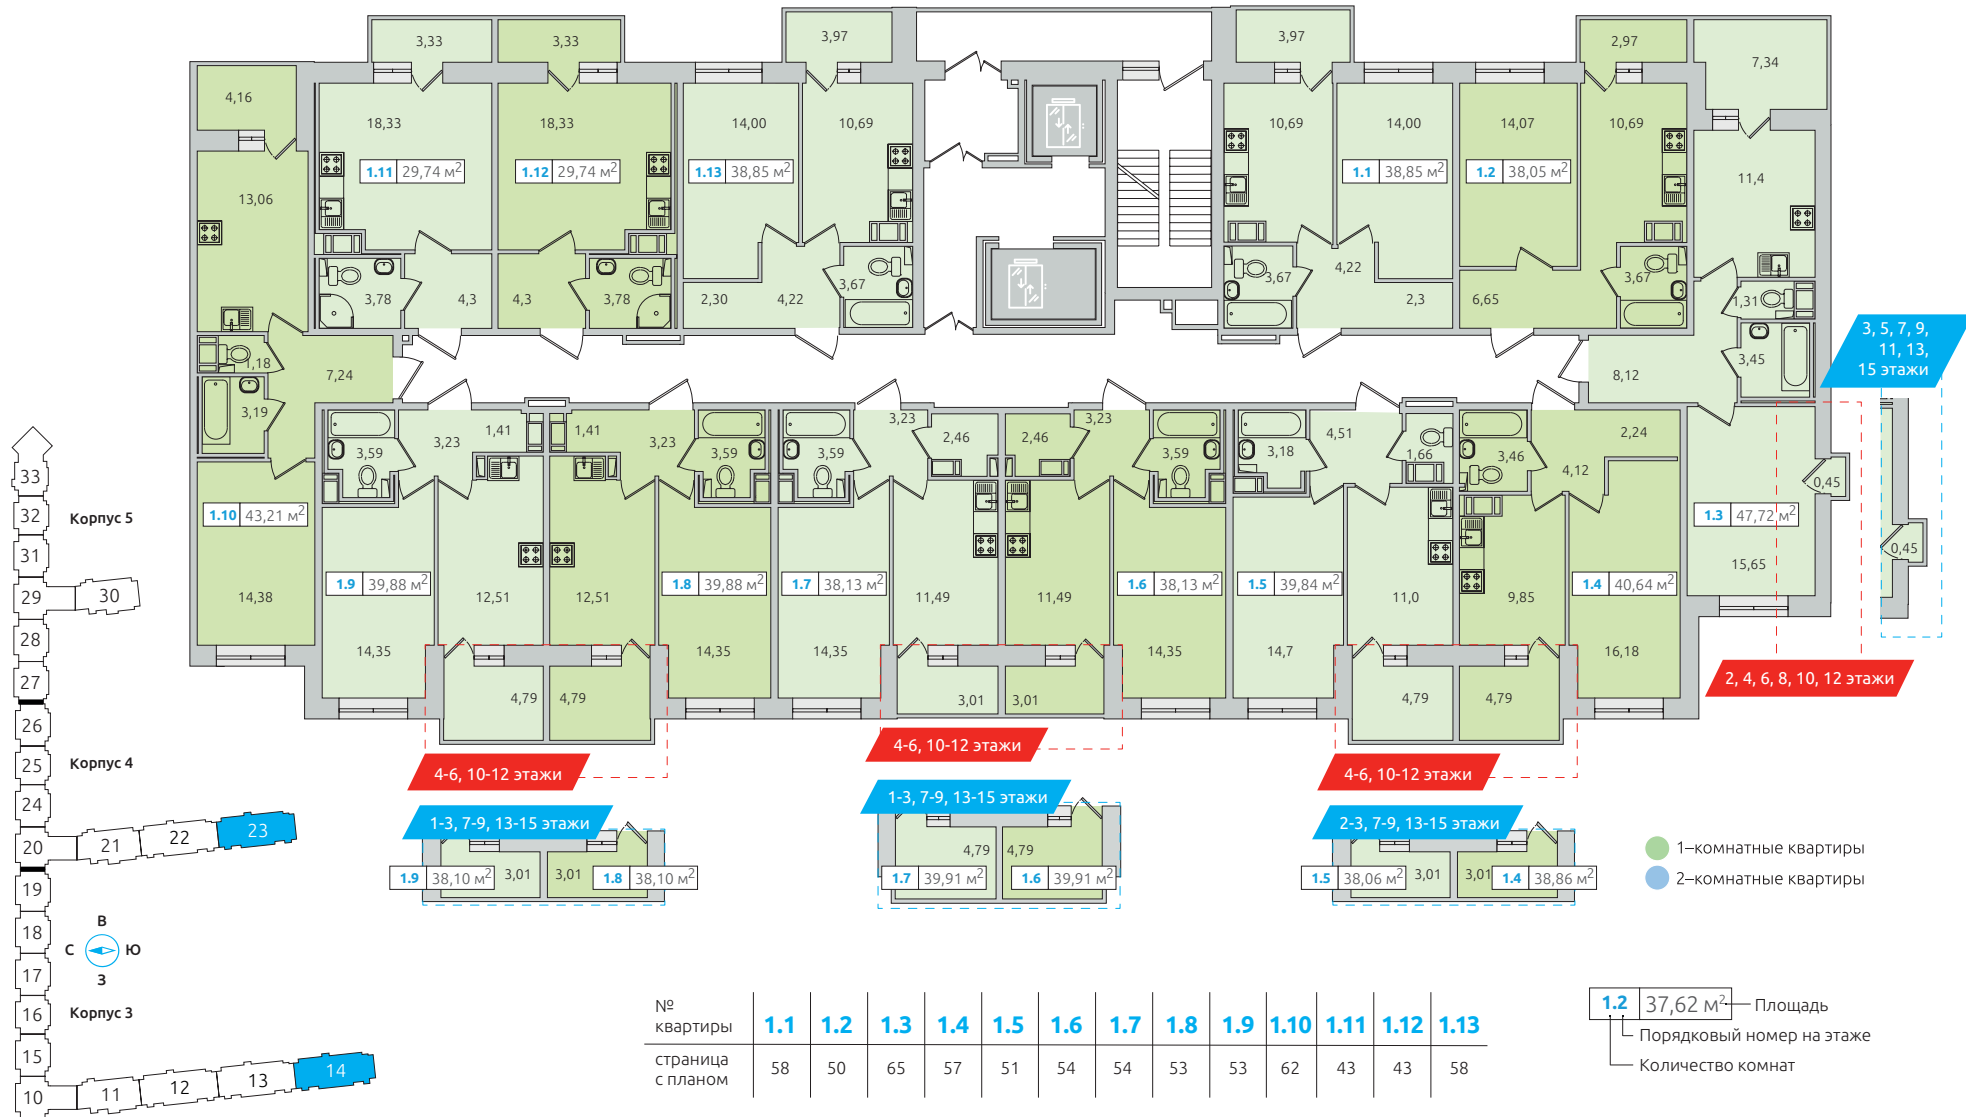 3,33
3,33
3,97
3,97
2,97
7,34
4,16
18,33
18,33
14,00
10,69
10,69
14,00
14,07
10,69
1.11 29,74 м²
1.12 29,74 м²
1.13 38,85 м²
1.1 38,85 м²
1.2 38,05 м²
11,4
13,06
3,78
4,3
4,3
3,78
2,30
4,22
3,67
3,67
4,22
2,3
6,65
3,67
1,31
1,18
7,24
3,19
8,12
3,45
3, 5, 7, 9,
11, 13,
15 этажи
3,59
3,23
1,41
1,41
3,23
3,59
3,59
3,23
2,46
2,46
3,23
3,59
3,18
4,51
1,66
3,46
4,12
2,24
0,45
0,45
1.10 43,21 м²
1.3 47,72 м²
15,65
14,38
1.9 39,88 м²
12,51
12,51
1.8 39,88 м²
1.7 38,13 м²
11,49
11,49
1.6 38,13 м²
1.5 39,84 м²
11,0
9,85
1.4 40,64 м²
14,35
14,35
14,35
14,35
14,7
16,18
4,79
4,79
3,01
3,01
4,79
4,79
2, 4, 6, 8, 10, 12 этажи
4-6, 10-12 этажи
4-6, 10-12 этажи
4-6, 10-12 этажи
1-3, 7-9, 13-15 этажи
1.9 38,10 м²
3,01
3,01
1.8 38,10 м²
1-3, 7-9, 13-15 этажи
4,79
4,79
1.7 39,91 м²
1.6 39,91 м²
2-3, 7-9, 13-15 этажи
1.5 38,06 м²
3,01
3,01
1.4 38,86 м²
1–комнатные квартиры
2–комнатные квартиры
33
32
Корпус 5
31
29
30
28
27
26
25
Корпус 4
24
20
21
22
23
19
18
17
16
Корпус 3
15
10
11
12
13
14
В
С
Ю
З
№
квартиры 1.1 1.2 1.3 1.4 1.5 1.6 1.7 1.8 1.9 1.10 1.11 1.12 1.13
страница
с планом 58 50 65 57 51 54 54 53 53 62 43 43 58
1.2 37,62 м² Площадь
Порядковый номер на этаже
Количество комнат